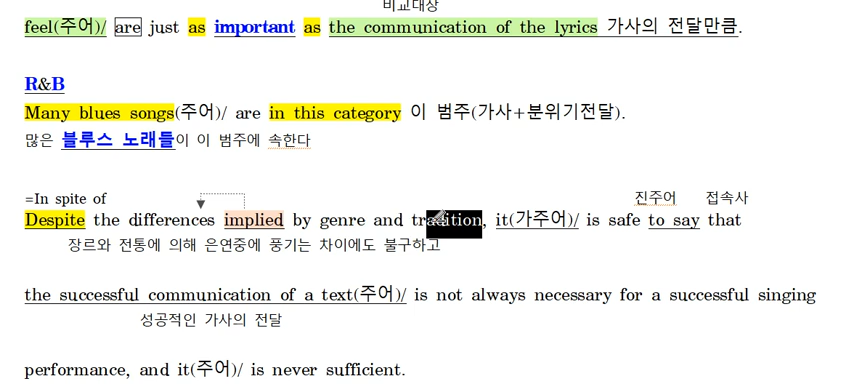 비교대상
feel(주어)/ are just as important as the communication of the lyrics 가사의 전달만큼.
R&B
Many blues songs(주어)/ are in this category 이 범주(가사+분위기전달).
많은 블루스 노래들이 이 범주에 속한다
=In spite of 진주어 접속사
Despite the differences implied by genre and tradition, it(가주어)/ is safe to say that
장르와 전통에 의해 은연중에 풍기는 차이에도 불구하고
the successful communication of a text(주어)/ is not always necessary for a successful singing
성공적인 가사의 전달
performance, and it(주어)/ is never sufficient.